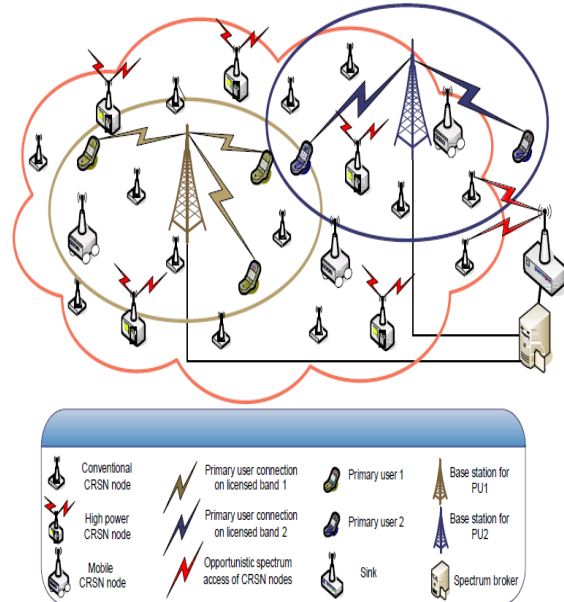 Conventional
CRSN node
Primary user connection
on licensed band 1
Primary user 1
Base station for
PU1
High power
CRSN node
Primary user connection
on licensed band 2
Primary user 2
Base station for
PU2
Mobile
CRSN node
Opportunistic spectrum
access of CRSN nodes
Sink
Spectrum broker